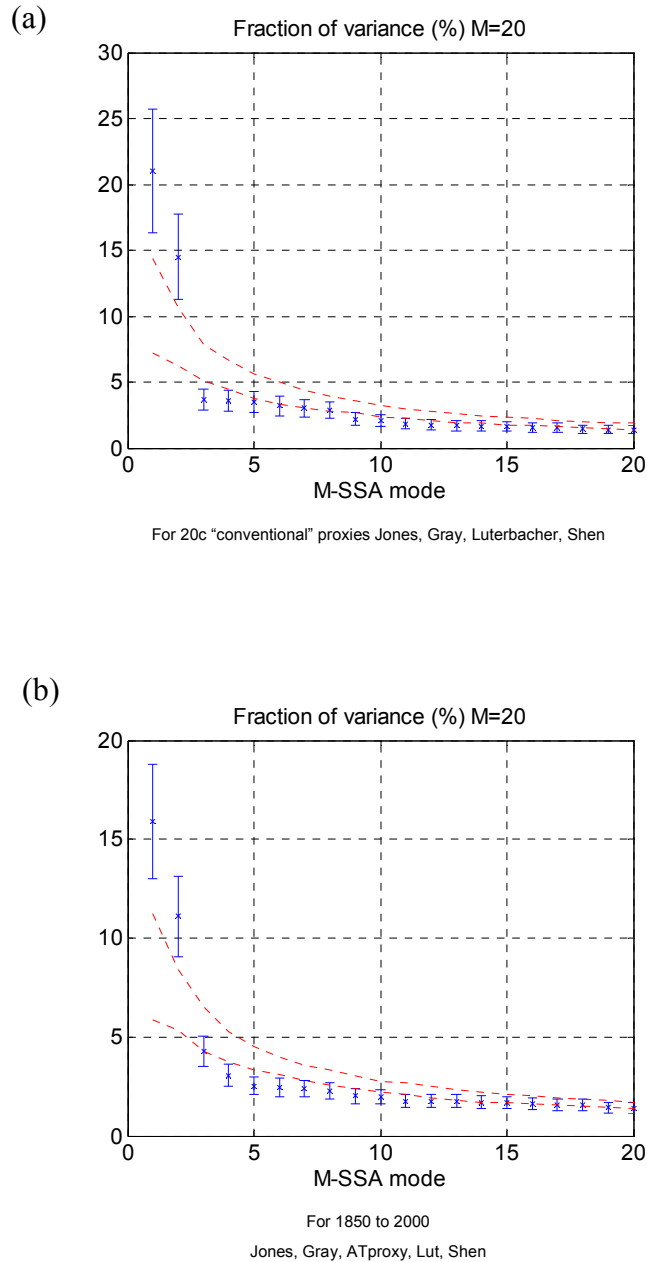 (a)
Fraction of variance (%) M=20
30
25
20
15
10
5
0
0 5 10 15 20
M-SSA mode
For 20c “conventional” proxies Jones, Gray, Luterbacher, Shen
(b)
Fraction of variance (%) M=20
20
15
10
5
0
0 5 10 15 20
M-SSA mode
For 1850 to 2000
Jones, Gray, ATproxy, Lut, Shen